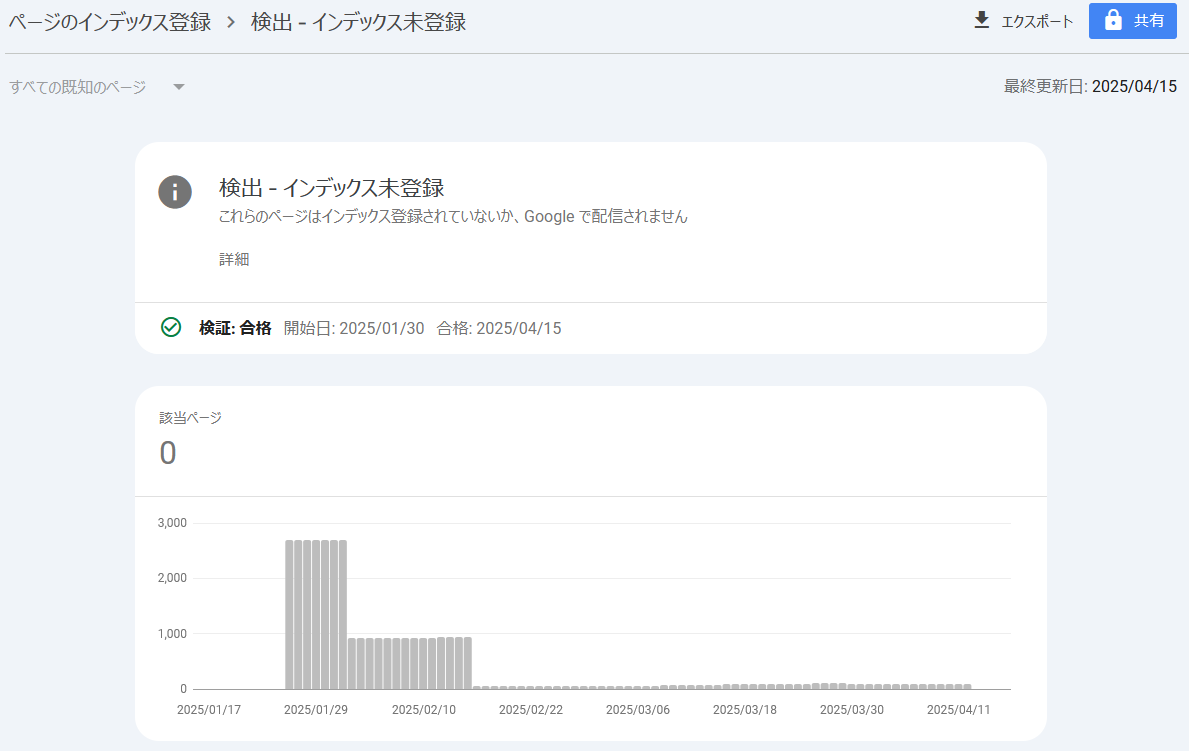 ページのインデックス登録 > 検出 - インデックス未登録
エクスポート
共有
すべての既知のページ
最終更新日: 2025/04/15
検出 - インデックス未登録
これらのページはインデックス登録されていないか、Google で配信されません
詳細
検証: 合格 開始日: 2025/01/30 合格: 2025/04/15
該当ページ
0
3,000
2,000
1,000
0
2025/01/17 2025/01/29 2025/02/10 2025/02/22 2025/03/06 2025/03/18 2025/03/30 2025/04/11